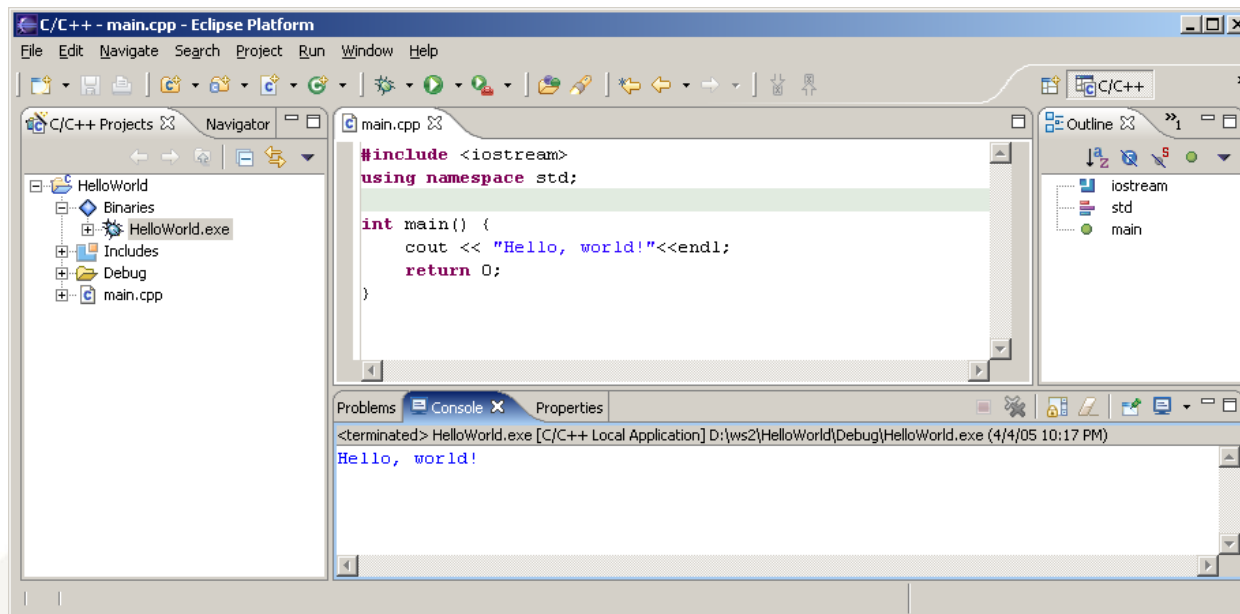 C/C++ - main.cpp - Eclipse Platform
File Edit Navigate Search Project Run Window Help
C/C++
C/C++ Projects Navigator
HelloWorld
Binaries
HelloWorld.exe
Includes
Debug
main.cpp
main.cpp
#include <iostream>
using namespace std;
int main() {
cout << "Hello, world!"<<endl;
return 0;
}
Outline »1
iostream
std
main
Problems Console Properties
<terminated> HelloWorld.exe [C/C++ Local Application] D:\ws2\HelloWorld\Debug\HelloWorld.exe (4/4/05 10:17 PM)
Hello, world!